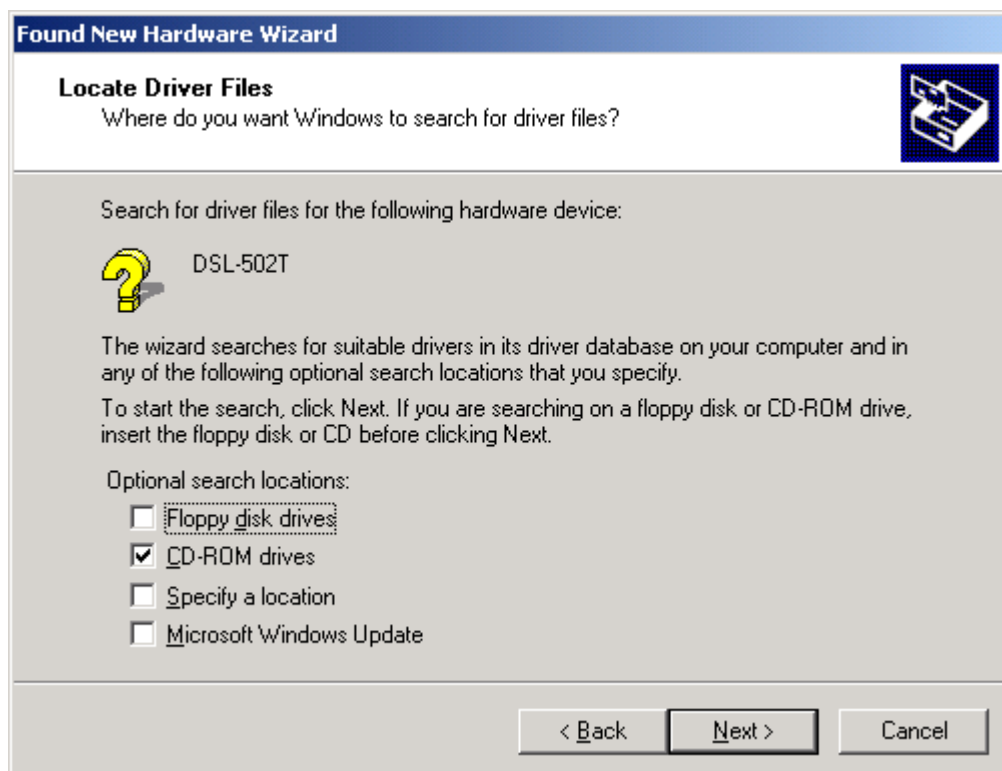 Found New Hardware Wizard
Locate Driver Files
Where do you want Windows to search for driver files?
Search for driver files for the following hardware device:
DSL-502T
The wizard searches for suitable drivers in its driver database on your computer and in
any of the following optional search locations that you specify.
To start the search, click Next. If you are searching on a floppy disk or CD-ROM drive,
insert the floppy disk or CD before clicking Next.
Optional search locations:
Floppy disk drives
CD-ROM drives
Specify a location
Microsoft Windows Update
< Back Next > Cancel